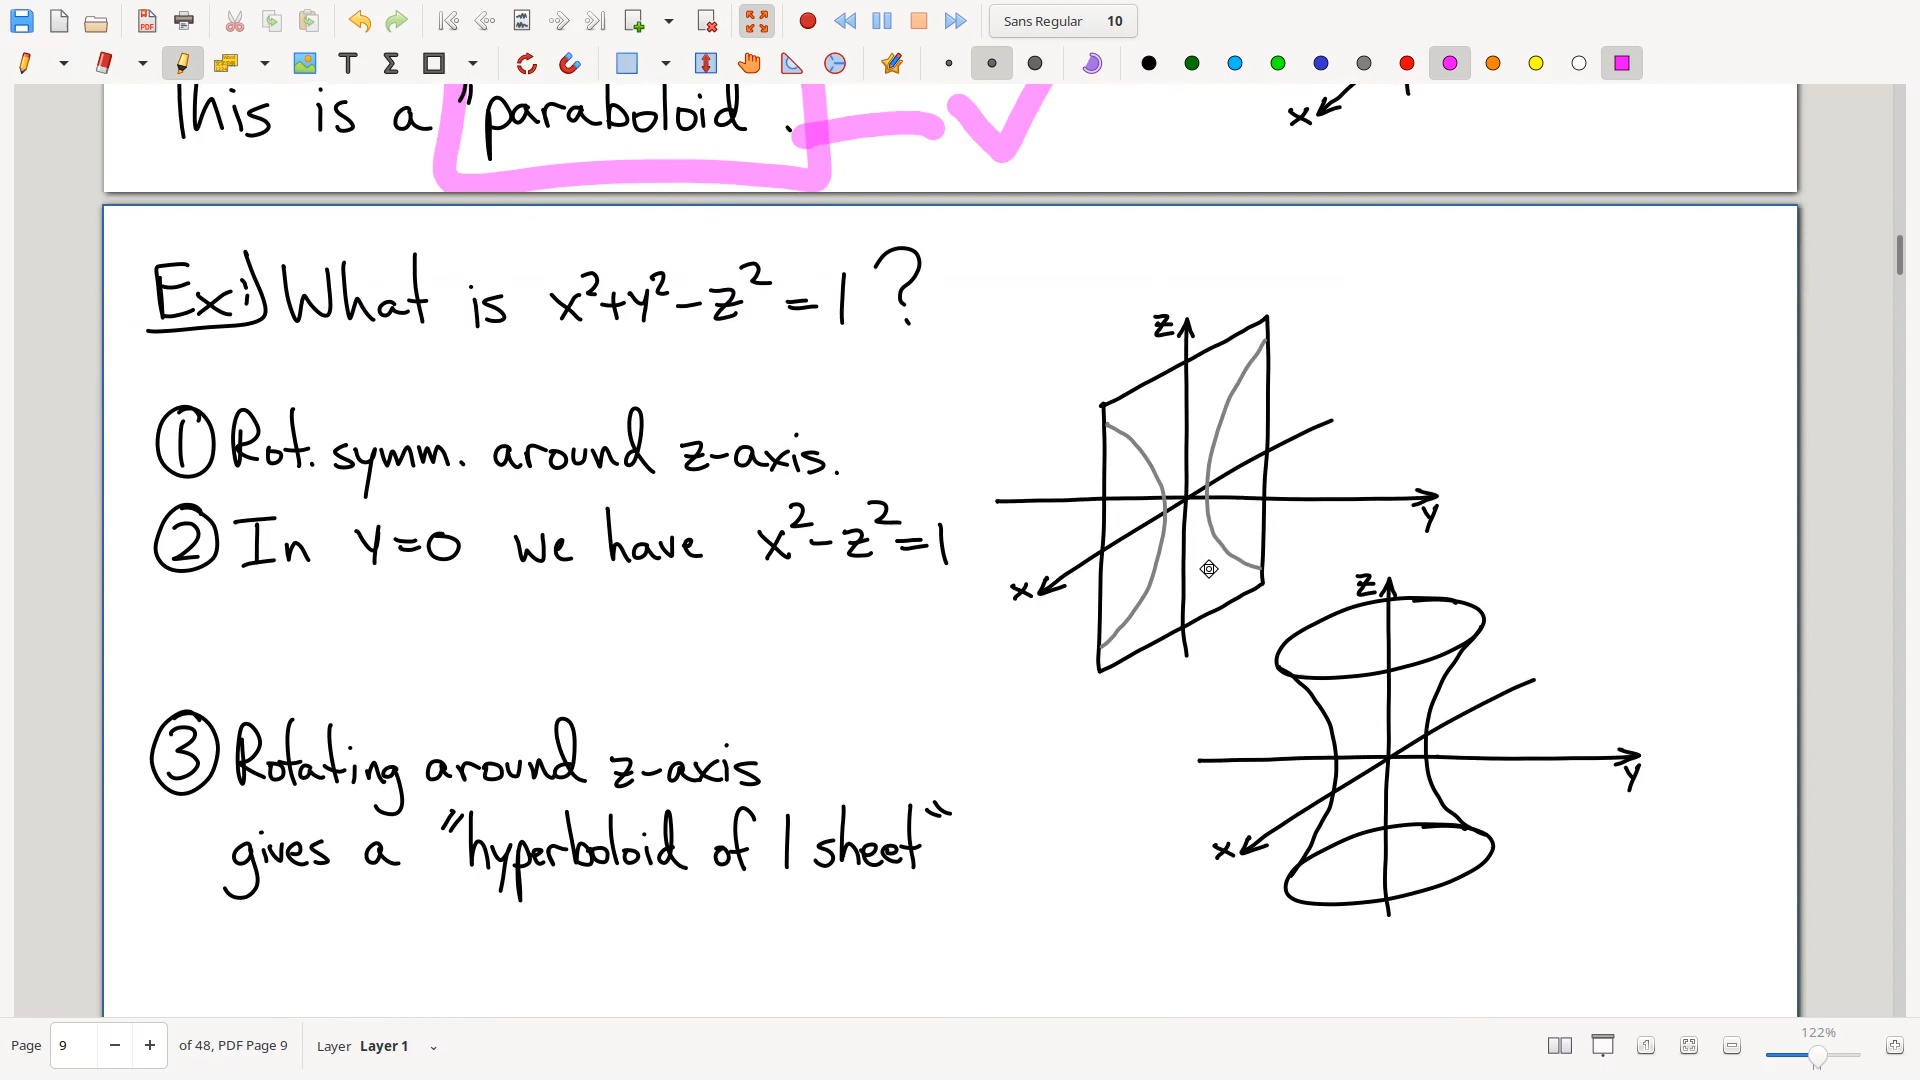 Sans Regular 10
This is a "paraboloid".
x
Ex:) What is x²+y²-z²=1?
① Rot. symm. around z-axis.
② In y=0 we have x²-z²=1
z
y
x
③ Rotating around z-axis
gives a "hyperboloid of 1 sheet"
z
y
x
Page 9 of 48, PDF Page 9 Layer Layer 1 122%